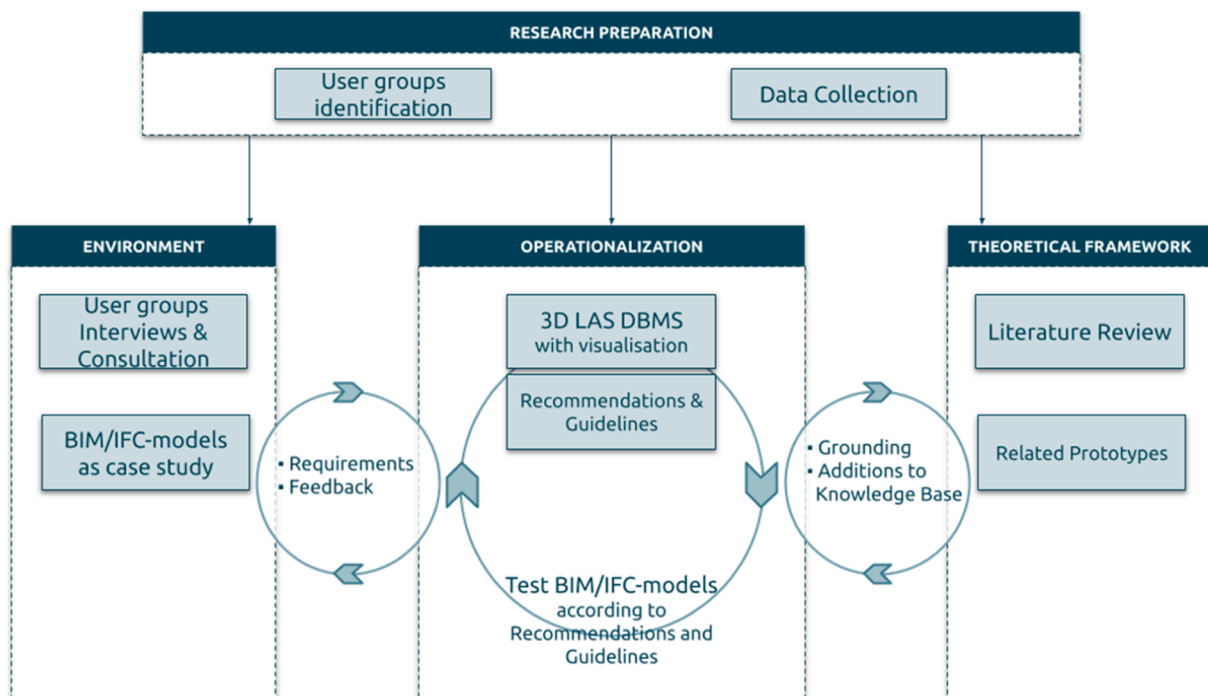 RESEARCH PREPARATION
User groups
identification
Data Collection
ENVIRONMENT
User groups
Interviews &
Consultation
BIM/IFC-models
as case study
▪ Requirements
▪ Feedback
OPERATIONALIZATION
3D LAS DBMS
with visualisation
Recommendations &
Guidelines
Test BIM/IFC-models
according to
Recommendations and
Guidelines
▪ Grounding
▪ Additions to
Knowledge Base
THEORETICAL FRAMEWORK
Literature Review
Related Prototypes